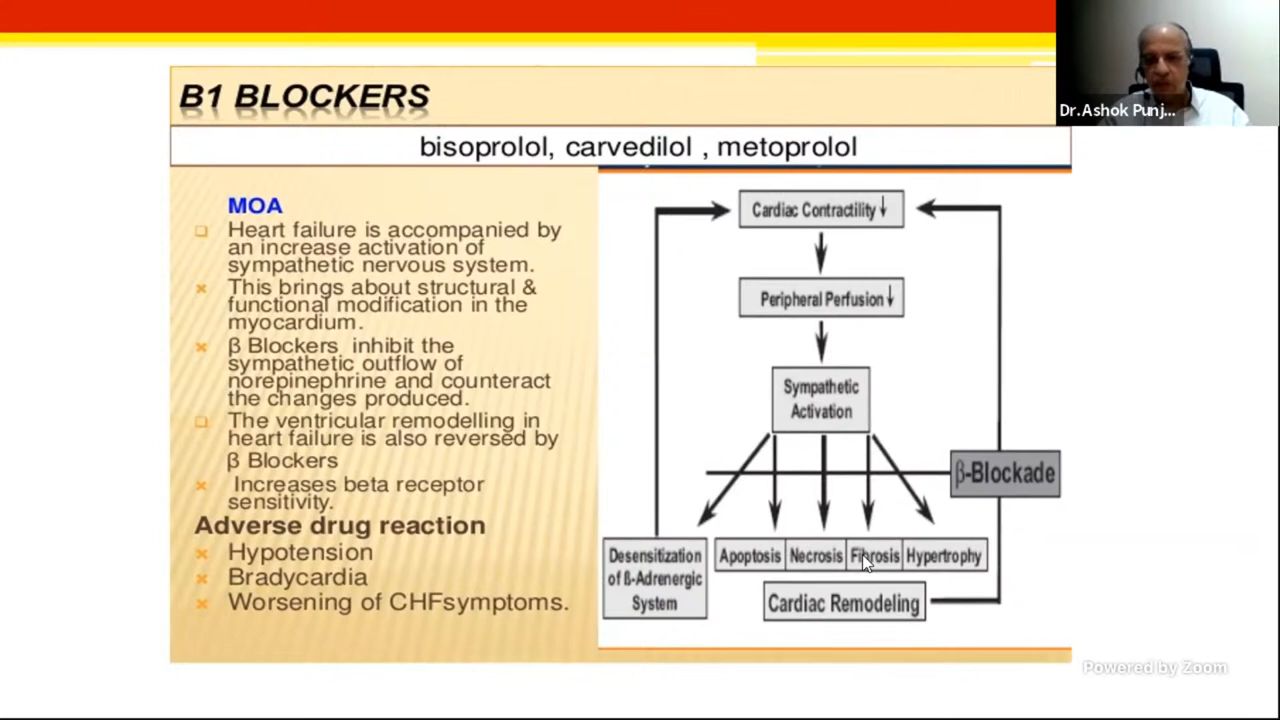 B1 BLOCKERS
bisoprolol, carvedilol , metoprolol
MOA
Heart failure is accompanied by
an increase activation of
sympathetic nervous system.
This brings about structural &
functional modification in the
myocardium.
β Blockers inhibit the
sympathetic outflow of
norepinephrine and counteract
the changes produced.
The ventricular remodelling in
heart failure is also reversed by
β Blockers
Increases beta receptor
sensitivity.
Adverse drug reaction
Hypotension
Bradycardia
Worsening of CHFsymptoms.
Cardiac Contractility↓
Peripheral Perfusion↓
Sympathetic
Activation
β-Blockade
Desensitization
of ß-Adrenergic
System
Apoptosis
Necrosis
Fibrosis
Hypertrophy
Cardiac Remodeling
Dr.Ashok Punj...
Powered by Zoom